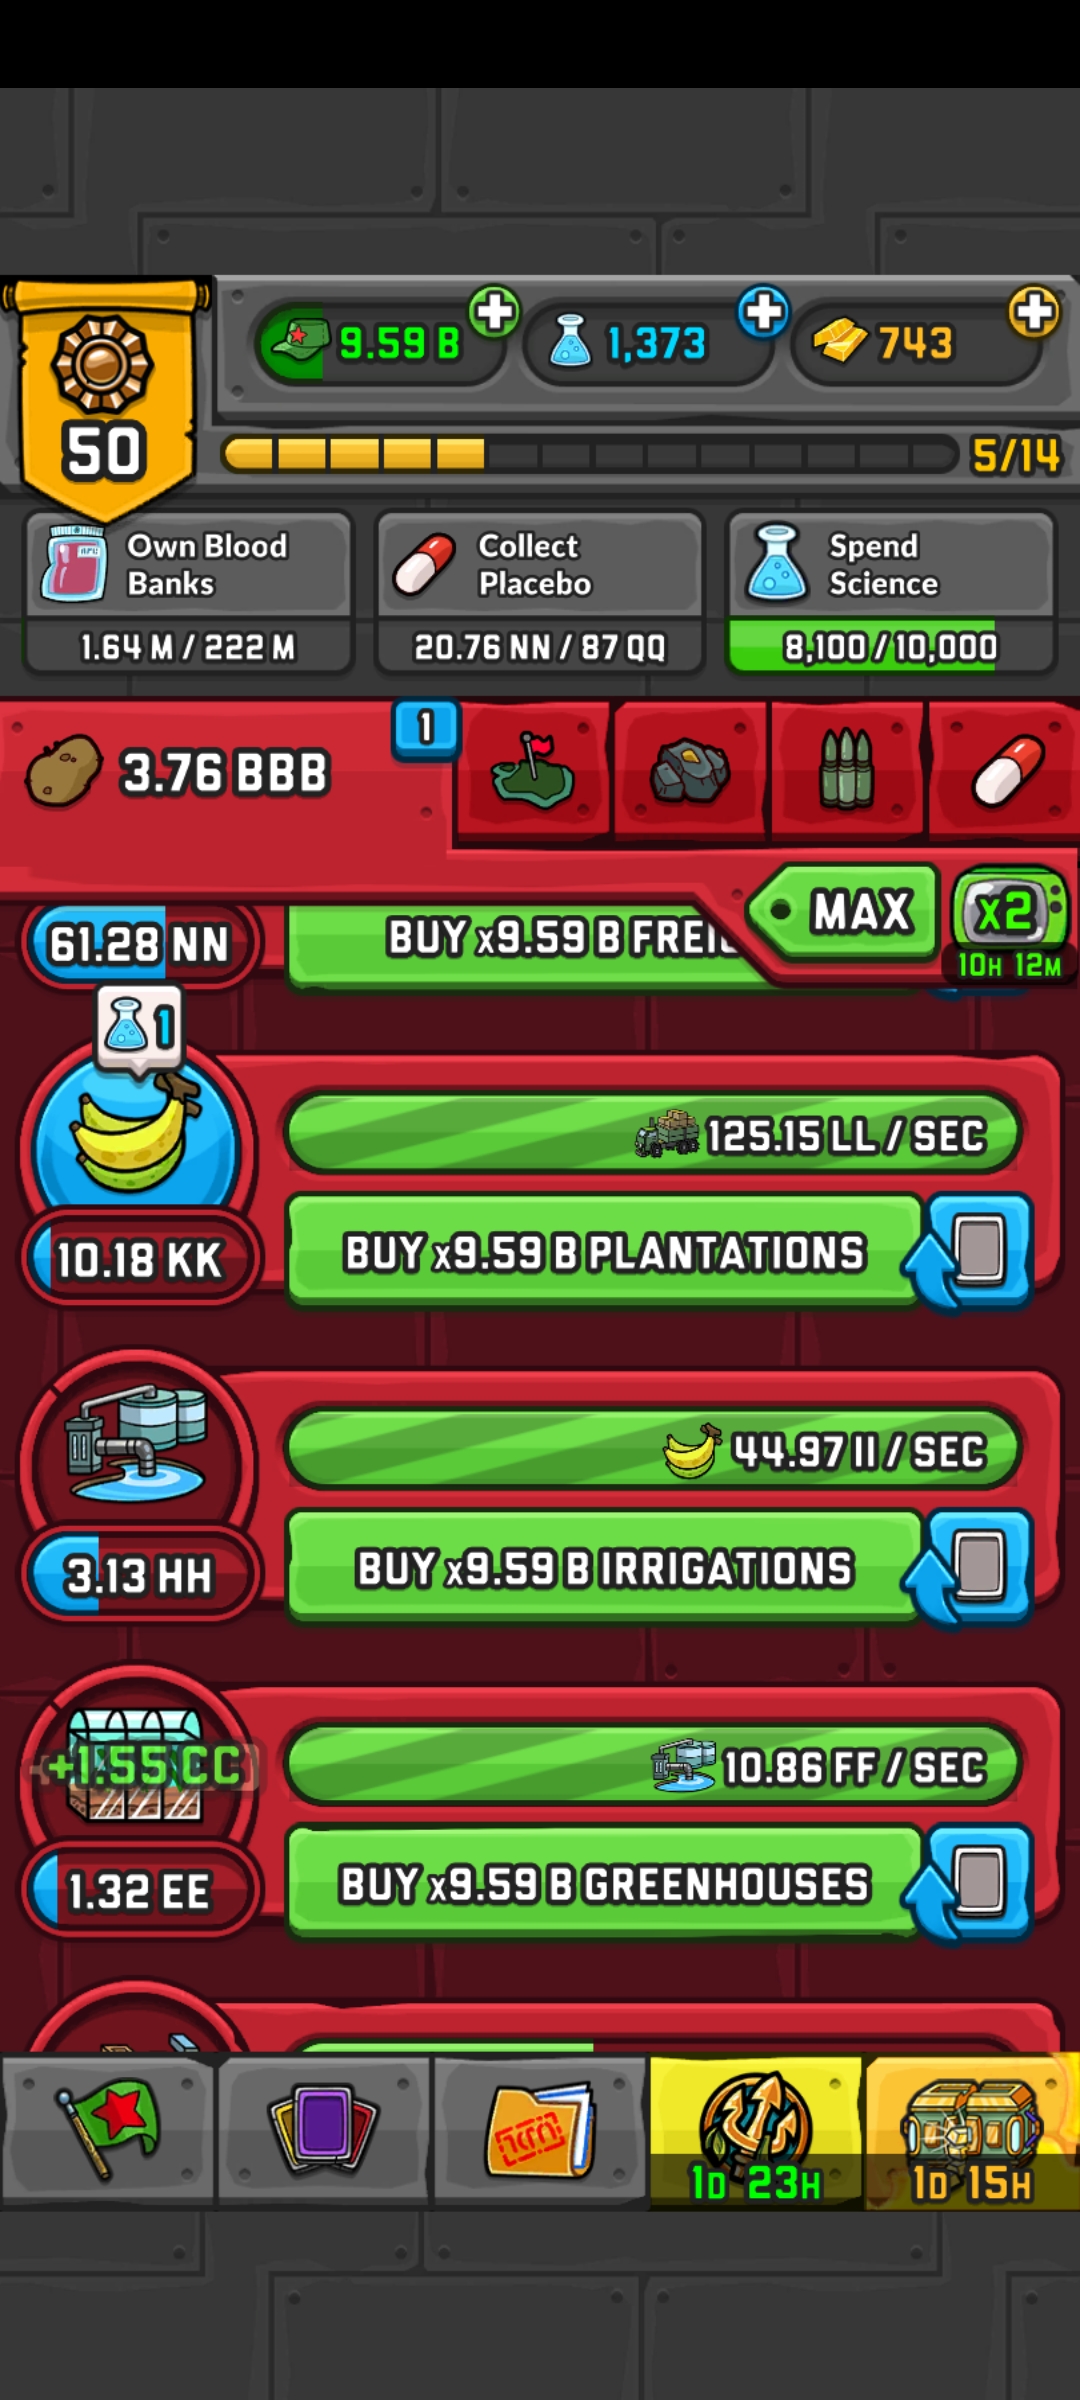 9.59 B
1,373
743
50
5/14
Own Blood
Banks
1.64 M / 222 M
Collect
Placebo
20.76 NN / 87 QQ
Spend
Science
8,100 / 10,000
3.76 BBB
1
MAX
x2
10H 12M
61.28 NN
BUY x9.59 B
1
125.15 LL / SEC
10.18 KK
BUY x9.59 B PLANTATIONS
44.97 II / SEC
3.13 HH
BUY x9.59 B IRRIGATIONS
+1.55 CC
10.86 FF / SEC
1.32 EE
BUY x9.59 B GREENHOUSES
1D 23H
1D 15H